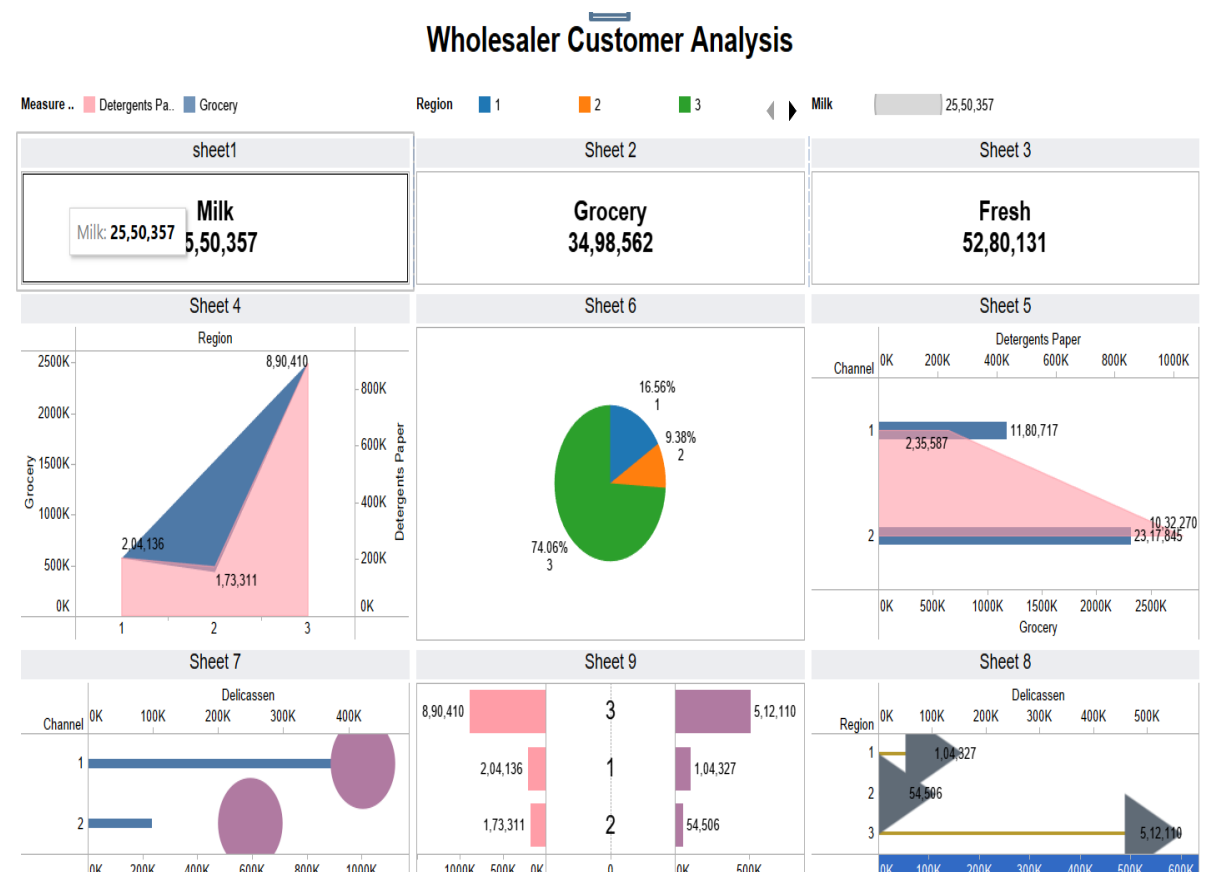 Wholesaler Customer Analysis
Measure .. Detergents Pa.. Grocery
Region 1 2 3
Milk 25,50,357
sheet1
Milk
5,50,357
Milk: 25,50,357
Sheet 2
Grocery
34,98,562
Sheet 3
Fresh
52,80,131
Sheet 4
Region
2500K
2000K
1500K
1000K
500K
0K
Grocery
8,90,410
2,04,136
1,73,311
800K
600K
400K
200K
0K
Detergents Paper
1 2 3
Sheet 6
16.56%
1
9.38%
2
74.06%
3
Sheet 5
Detergents Paper
Channel 0K 200K 400K 600K 800K 1000K
1 11,80,717
2,35,587
10,32,270
2 23,17,845
0K 500K 1000K 1500K 2000K 2500K
Grocery
Sheet 7
Delicassen
Channel 0K 100K 200K 300K 400K
1
2
0K 200K 400K 600K 800K 1000K
Sheet 9
8,90,410 3 5,12,110
2,04,136 1 1,04,327
1,73,311 2 54,506
1000K 500K 0K 0 0K 500K
Sheet 8
Delicassen
Region 0K 100K 200K 300K 400K 500K
1 1,04,327
2 54,506
3 5,12,110
0K 100K 200K 300K 400K 500K 600K